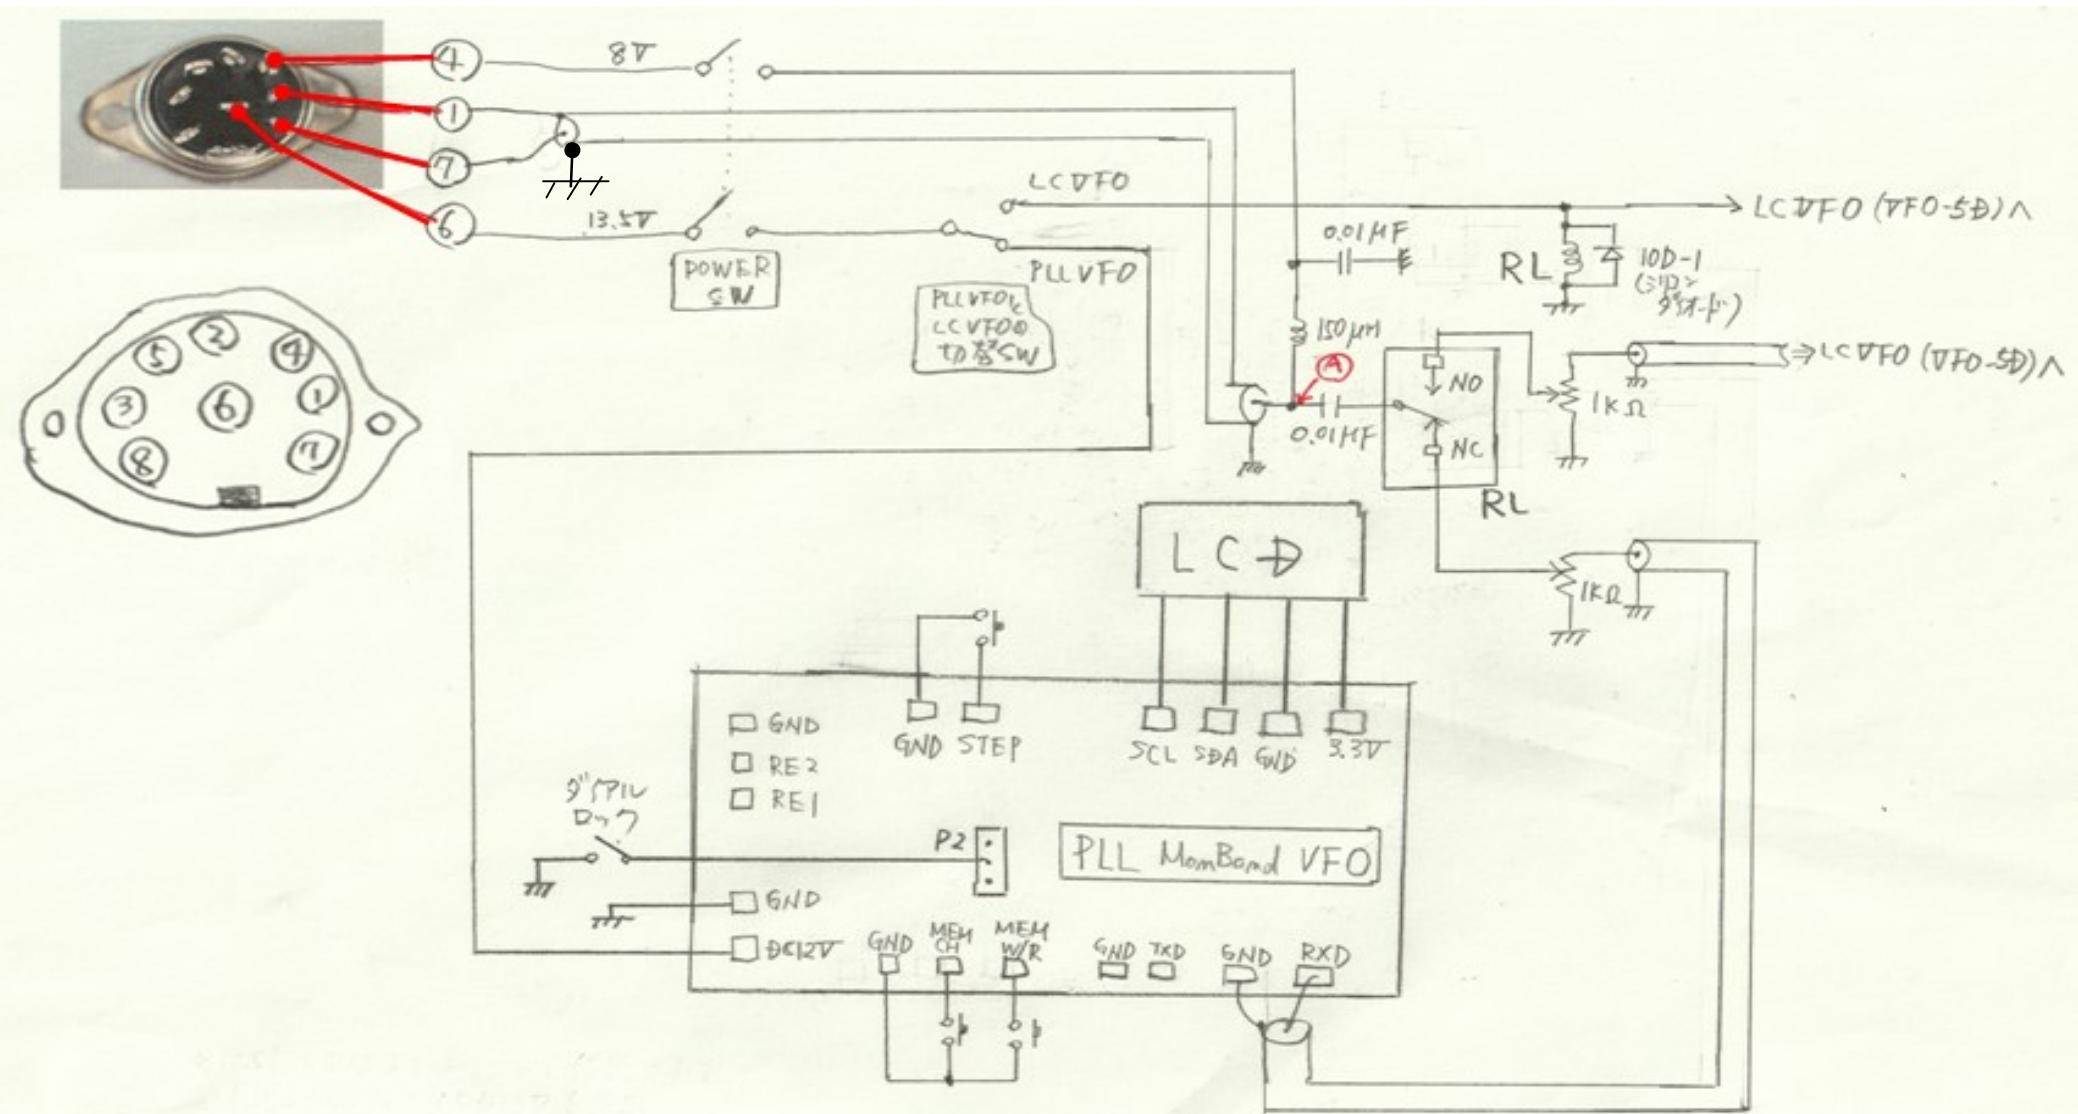 ④
8V
①
⑦
⑥
13.5V
POWER
SW
LCVFO
PLLVFO
PLLVFOと
LCVFOの
切替SW
LCVFO (VFO-5D)へ
0.01μF
RL
10D-1
(シリコン
ダイオード)
150μH
A
0.01μF
NO
NC
RL
1KΩ
⇒LCVFO (VFO-5D)へ
1KΩ
②
⑤
④
③
⑥
①
⑧
⑦
LCD
GND
RE2
RE1
GND STEP
SCL SDA GND 3.3V
ダイアル
ロック
P2
PLL MomBand VFO
GND
DC12V
GND
MEM
CH
MEM
W/R
GND TXD
GND RXD